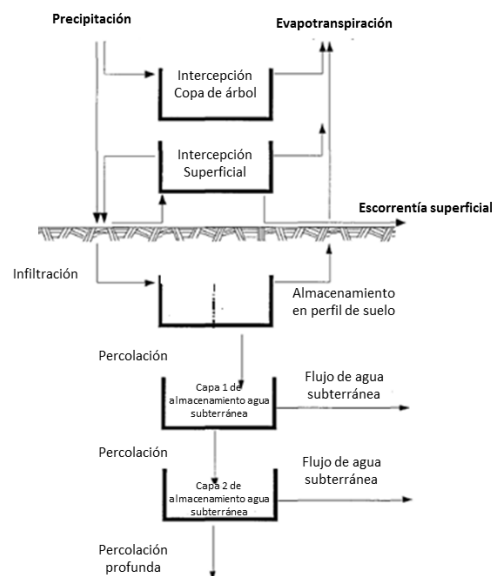 Precipitación
Evapotranspiración
Intercepción
Copa de árbol
Intercepción
Superficial
Escorrentía superficial
Infiltración
Almacenamiento
en perfil de suelo
Percolación
Flujo de agua
subterránea
Capa 1 de
almacenamiento agua
subterránea
Percolación
Flujo de agua
subterránea
Capa 2 de
almacenamiento agua
subterránea
Percolación
profunda